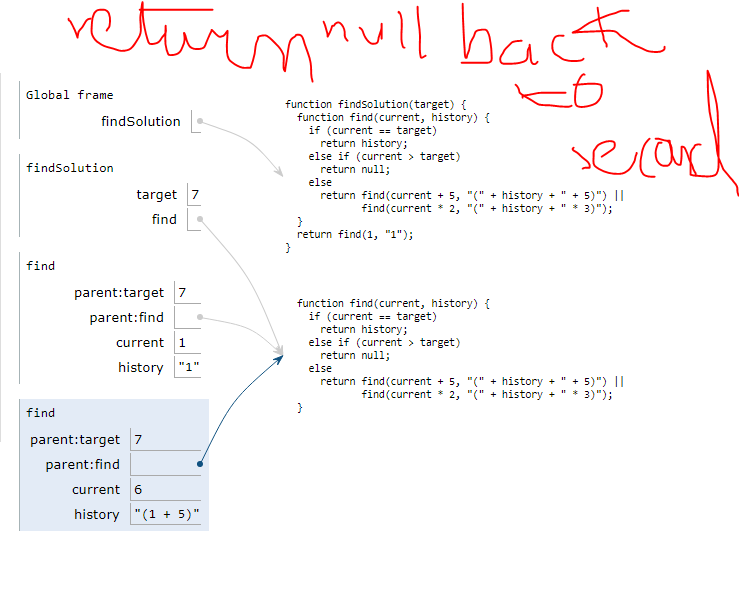 return null back
to
second
Global frame
findSolution
findSolution
target 7
find
find
parent:target 7
parent:find
current 1
history "1"
find
parent:target 7
parent:find
current 6
history "(1 + 5)"
function findSolution(target) {
  function find(current, history) {
    if (current == target)
      return history;
    else if (current > target)
      return null;
    else
      return find(current + 5, "(" + history + " + 5)") ||
             find(current * 2, "(" + history + " * 3)");
  }
  return find(1, "1");
}
function find(current, history) {
    if (current == target)
      return history;
    else if (current > target)
      return null;
    else
      return find(current + 5, "(" + history + " + 5)") ||
             find(current * 2, "(" + history + " * 3)");
  }